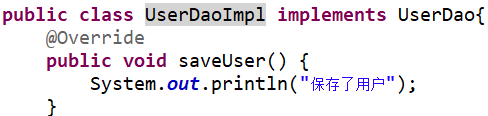 public class UserDaoImpl implements UserDao{
@Override
public void saveUser() {
System.out.println("保存了用户");
}